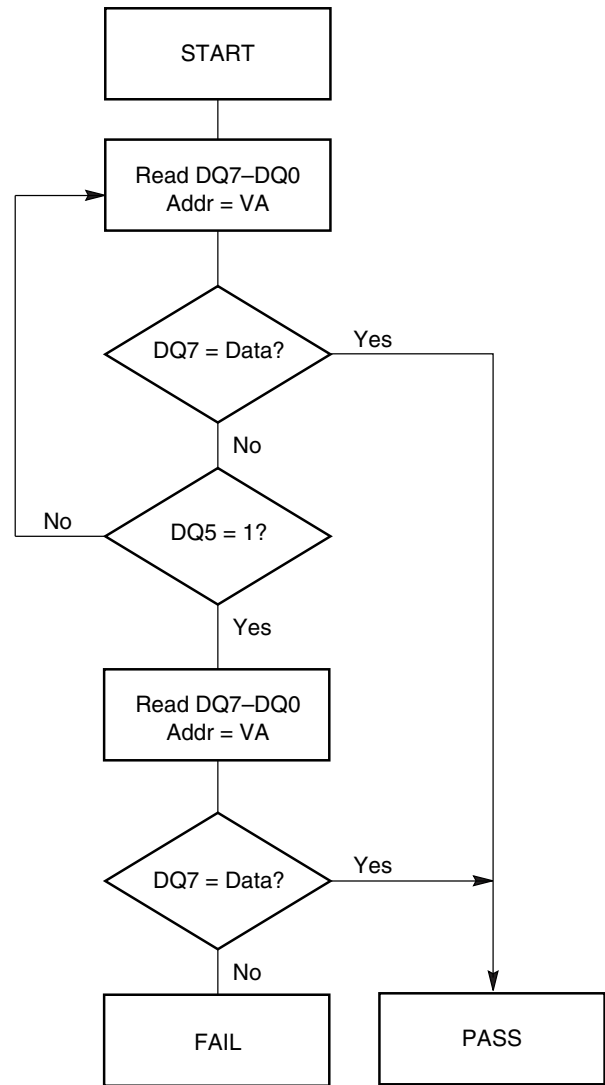 START
Read DQ7–DQ0
Addr = VA
DQ7 = Data?
Yes
No
No
DQ5 = 1?
Yes
Read DQ7–DQ0
Addr = VA
DQ7 = Data?
Yes
No
FAIL
PASS